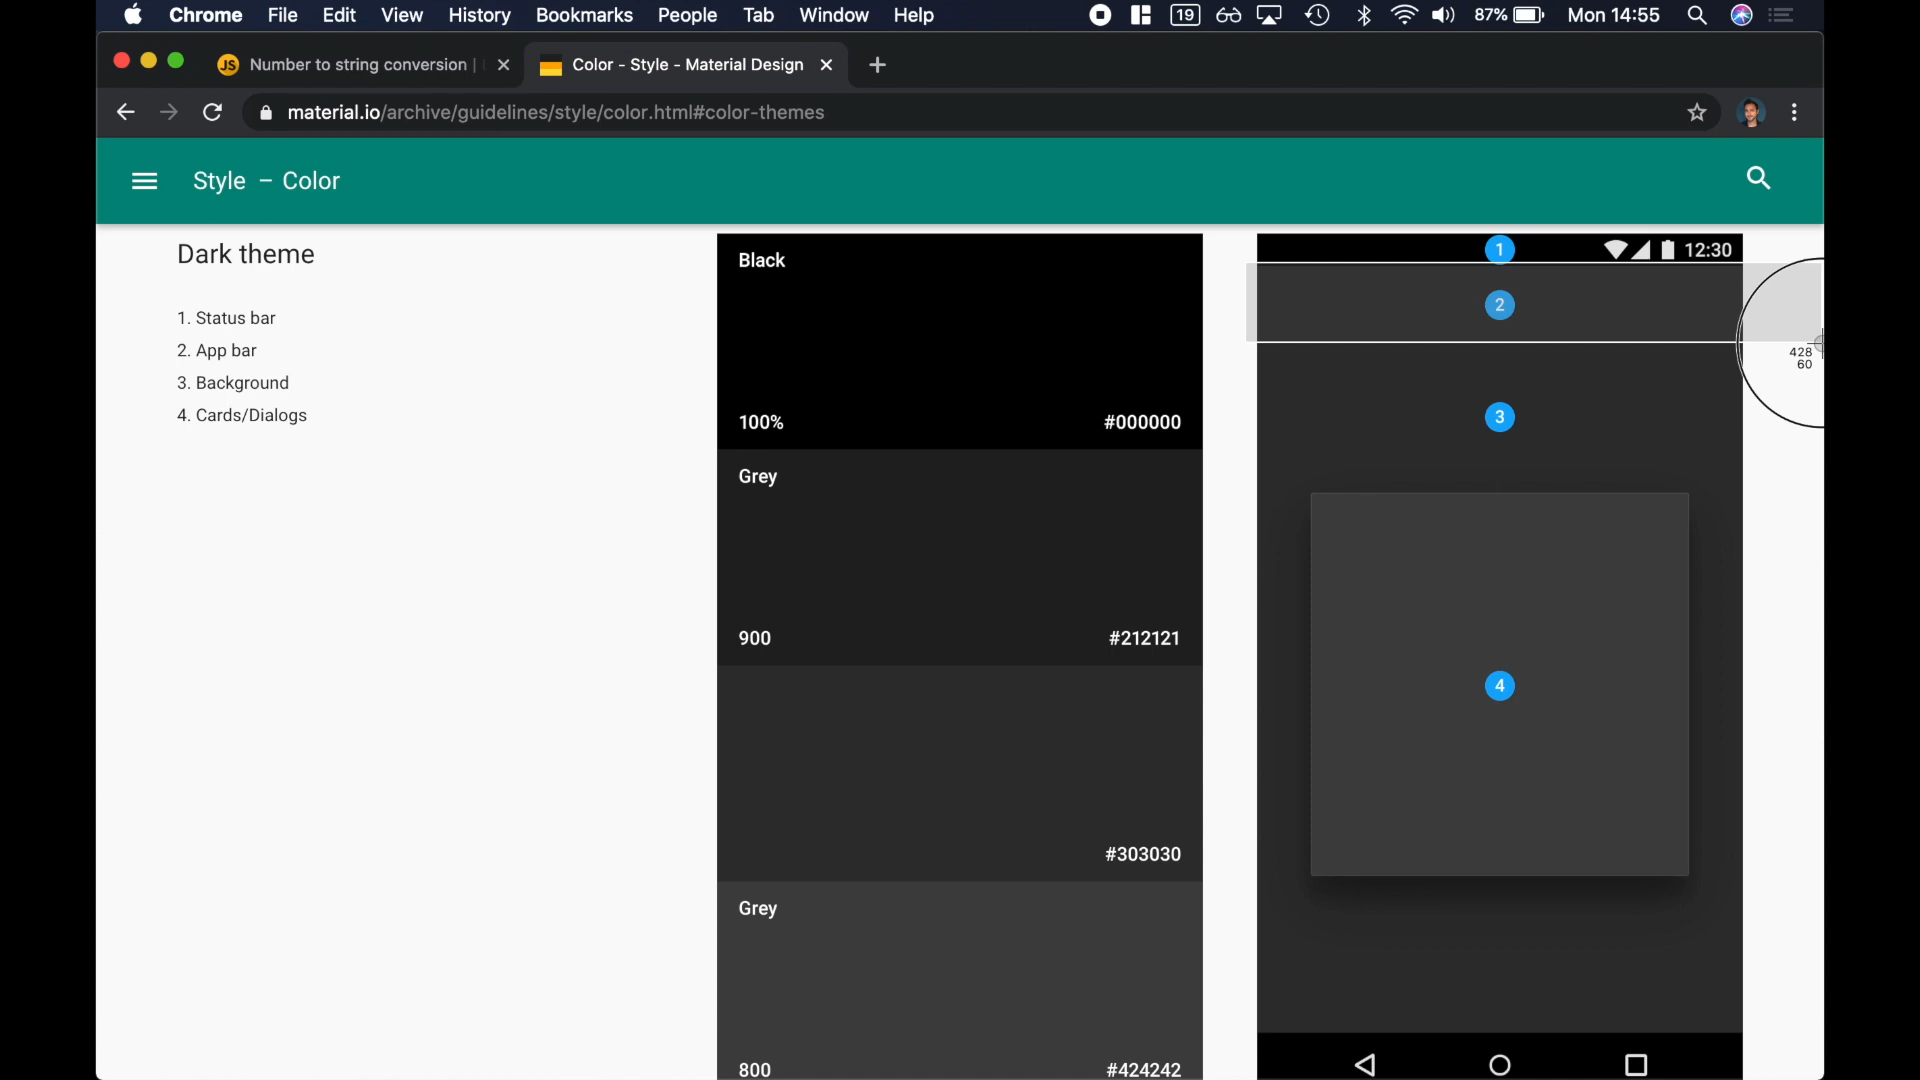 Chrome File Edit View History Bookmarks People Tab Window Help 19 87% Mon 14:55
JS Number to string conversion | Color - Style - Material Design
material.io/archive/guidelines/style/color.html#color-themes
Style – Color
Dark theme
1. Status bar
2. App bar
3. Background
4. Cards/Dialogs
Black
100% #000000
Grey
900 #212121
#303030
Grey
800 #424242
1 12:30
2
428
60
3
4